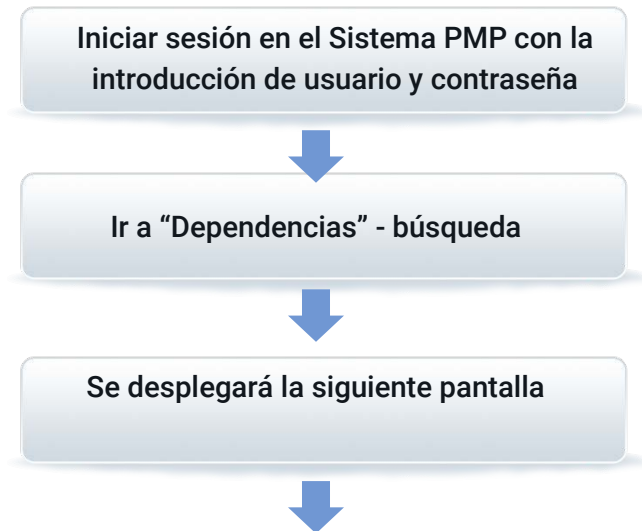 Iniciar sesión en el Sistema PMP con la
introducción de usuario y contraseña
Ir a “Dependencias” - búsqueda
Se desplegará la siguiente pantalla